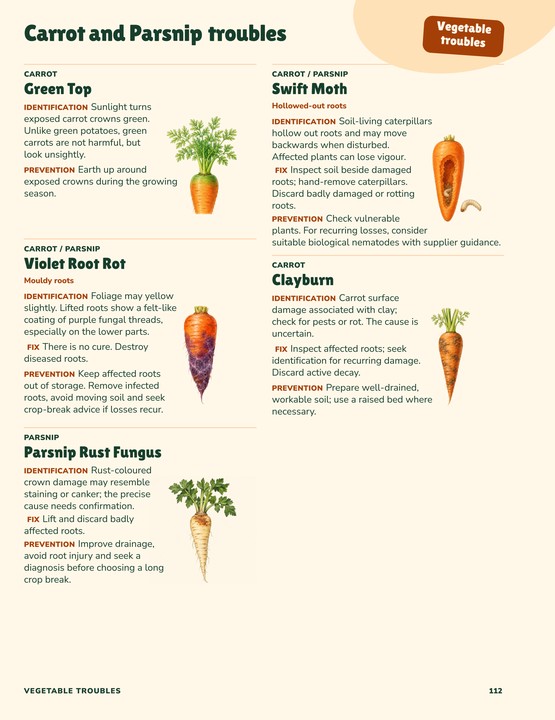 Carrot and Parsnip troubles
Vegetable
troubles
CARROT
Green Top
IDENTIFICATION Sunlight turns
exposed carrot crowns green.
Unlike green potatoes, green
carrots are not harmful, but
look unsightly.
PREVENTION Earth up around
exposed crowns during the growing
season.
CARROT / PARSNIP
Violet Root Rot
Mouldy roots
IDENTIFICATION Foliage may yellow
slightly. Lifted roots show a felt-like
coating of purple fungal threads,
especially on the lower parts.
FIX There is no cure. Destroy
diseased roots.
PREVENTION Keep affected roots
out of storage. Remove infected
roots, avoid moving soil and seek
crop-break advice if losses recur.
PARSNIP
Parsnip Rust Fungus
IDENTIFICATION Rust-coloured
crown damage may resemble
staining or canker; the precise
cause needs confirmation.
FIX Lift and discard badly
affected roots.
PREVENTION Improve drainage,
avoid root injury and seek a
diagnosis before choosing a long
crop break.
CARROT / PARSNIP
Swift Moth
Hollowed-out roots
IDENTIFICATION Soil-living caterpillars
hollow out roots and may move
backwards when disturbed.
Affected plants can lose vigour.
FIX Inspect soil beside damaged
roots; hand-remove caterpillars.
Discard badly damaged or rotting
roots.
PREVENTION Check vulnerable
plants. For recurring losses, consider
suitable biological nematodes with supplier guidance.
CARROT
Clayburn
IDENTIFICATION Carrot surface
damage associated with clay;
check for pests or rot. The cause is
uncertain.
FIX Inspect affected roots; seek
identification for recurring damage.
Discard active decay.
PREVENTION Prepare well-drained,
workable soil; use a raised bed where
necessary.
VEGETABLE TROUBLES
112